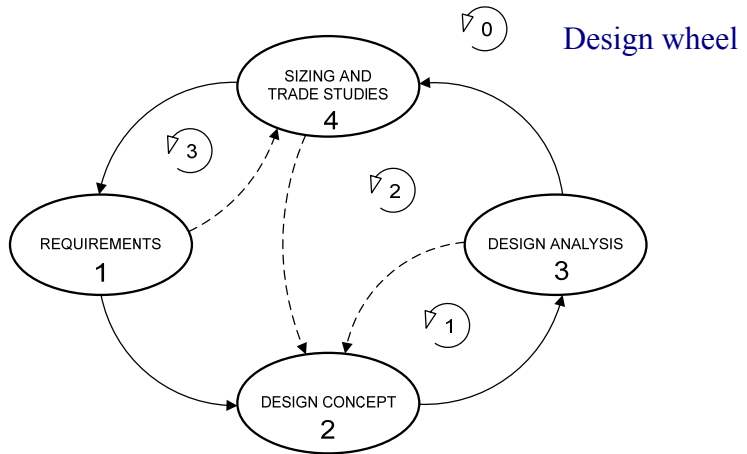 0
Design wheel
SIZING AND
TRADE STUDIES
4
3
2
REQUIREMENTS
1
DESIGN ANALYSIS
3
1
DESIGN CONCEPT
2